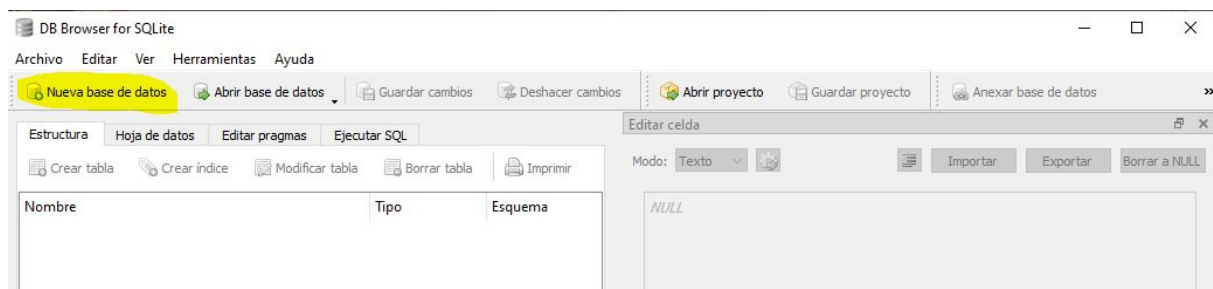 DB Browser for SQLite
Archivo Editar Ver Herramientas Ayuda
Nueva base de datos Abrir base de datos Guardar cambios Deshacer cambios Abrir proyecto Guardar proyecto Anexar base de datos »
Estructura Hoja de datos Editar pragmas Ejecutar SQL
Crear tabla Crear índice Modificar tabla Borrar tabla Imprimir
Nombre Tipo Esquema
Editar celda
Modo: Texto Importar Exportar Borrar a NULL
NULL